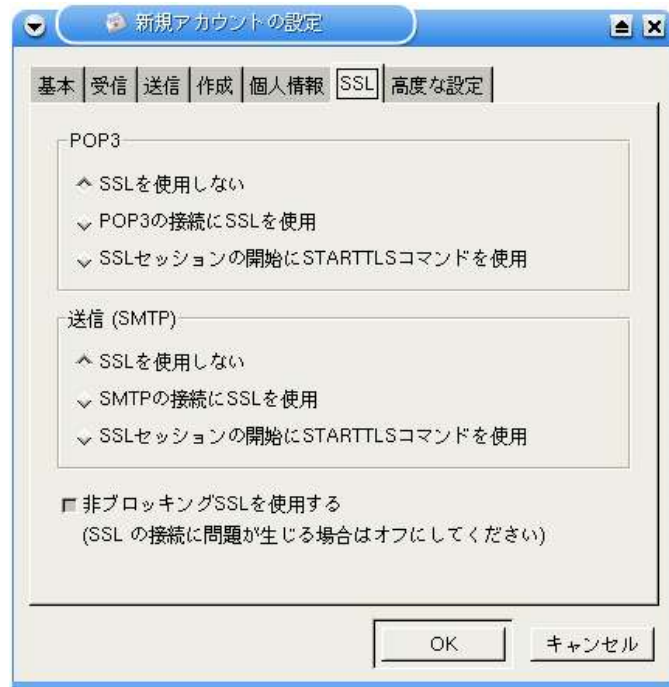 新規アカウントの設定
基本 受信 送信 作成 個人情報 SSL 高度な設定
POP3
SSLを使用しない
POP3の接続にSSLを使用
SSLセッションの開始にSTARTTLSコマンドを使用
送信 (SMTP)
SSLを使用しない
SMTPの接続にSSLを使用
SSLセッションの開始にSTARTTLSコマンドを使用
非ブロッキングSSLを使用する
(SSL の接続に問題が生じる場合はオフにしてください)
OK キャンセル